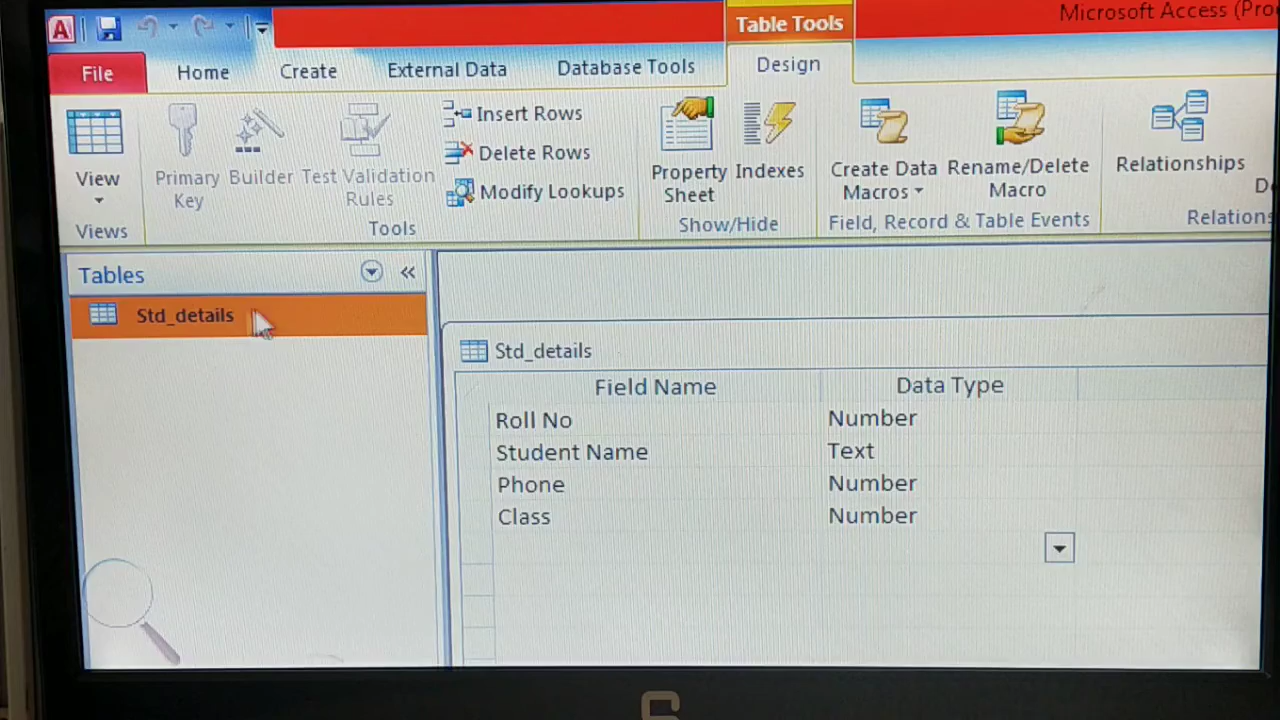 Table Tools
Microsoft Access (Pro
File
Home
Create
External Data
Database Tools
Design
View
Primary
Key
Builder
Test Validation
Rules
Insert Rows
Delete Rows
Modify Lookups
Property
Sheet
Indexes
Create Data
Macros
Rename/Delete
Macro
Relationships
Views
Tools
Show/Hide
Field, Record & Table Events
Relations
Tables
Std_details
Std_details
Field Name Data Type
Roll No Number
Student Name Text
Phone Number
Class Number